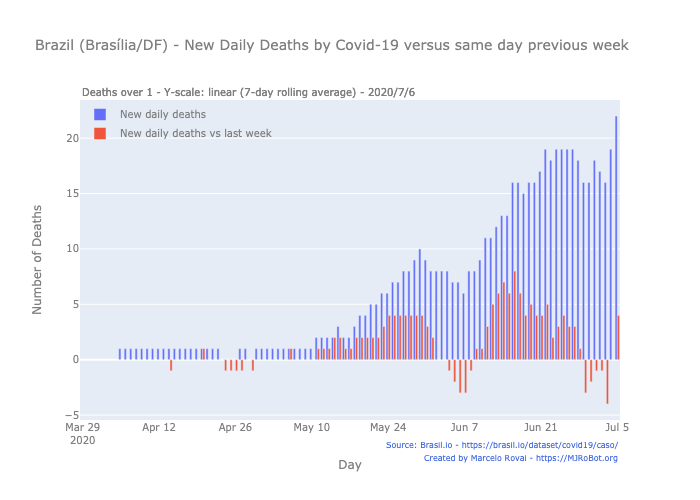 Brazil (Brasília/DF) - New Daily Deaths by Covid-19 versus same day previous week
Deaths over 1 - Y-scale: linear (7-day rolling average) - 2020/7/6
New daily deaths
New daily deaths vs last week
Number of Deaths
20
15
10
5
0
−5
Mar 29 Apr 12 Apr 26 May 10 May 24 Jun 7 Jun 21 Jul 5
2020
Source: Brasil.io - https://brasil.io/dataset/covid19/caso/
Created by Marcelo Rovai - https://MJRoBot.org
Day